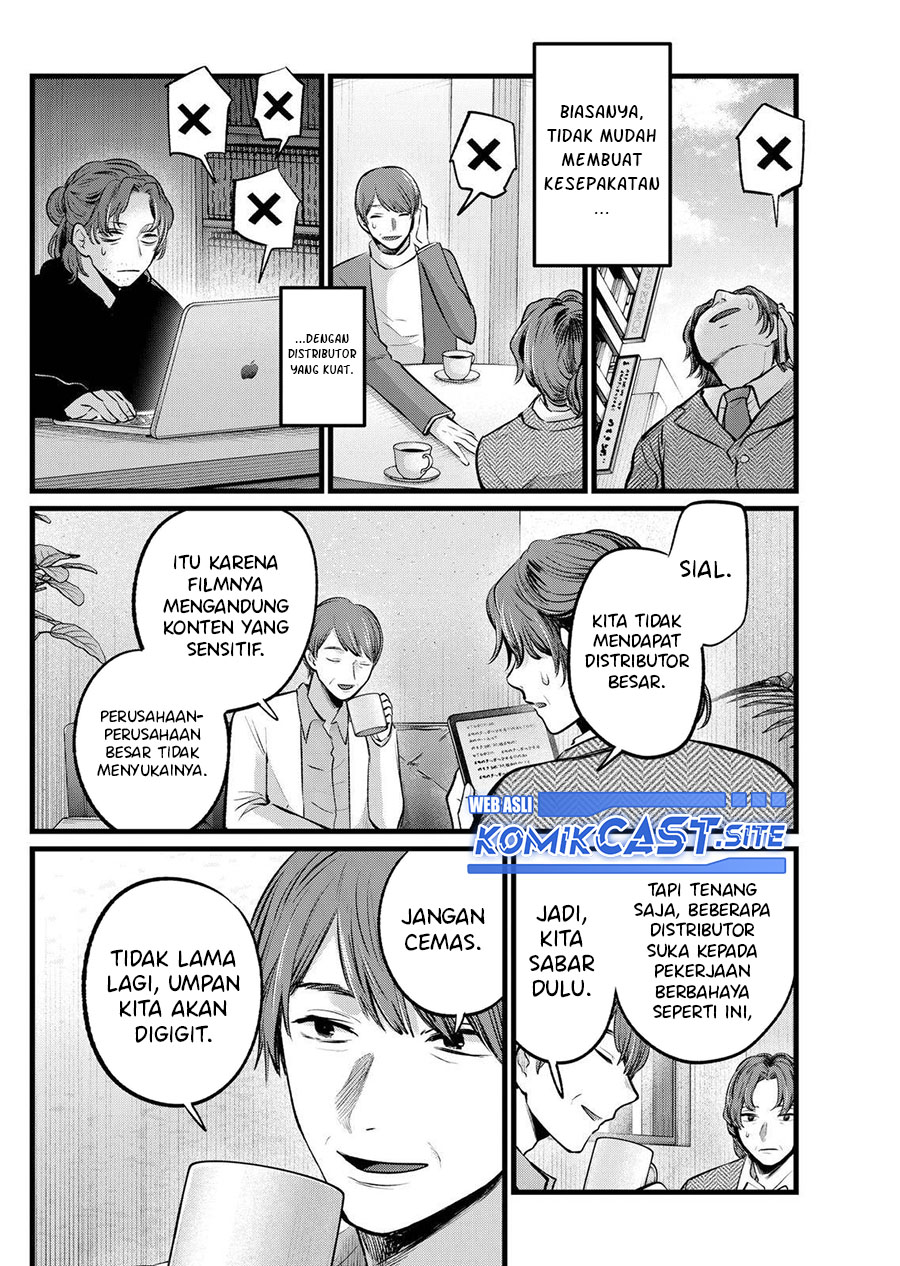 BIASANYA,
TIDAK MUDAH
MEMBUAT
KESEPAKATAN
...
...DENGAN
DISTRIBUTOR
YANG KUAT.
SIAL.
KITA TIDAK
MENDAPAT
DISTRIBUTOR
BESAR.
ITU KARENA
FILMNYA
MENGANDUNG
KONTEN YANG
SENSITIF.
PERUSAHAAN-
PERUSAHAAN
BESAR TIDAK
MENYUKAINYA.
WEB ASLI
KOMIKCAST.SITE
TAPI TENANG
SAJA, BEBERAPA
DISTRIBUTOR
SUKA KEPADA
PEKERJAAN
BERBAHAYA
SEPERTI INI,
JADI,
KITA
SABAR
DULU.
JANGAN
CEMAS.
TIDAK LAMA
LAGI, UMPAN
KITA AKAN
DIGIGIT.